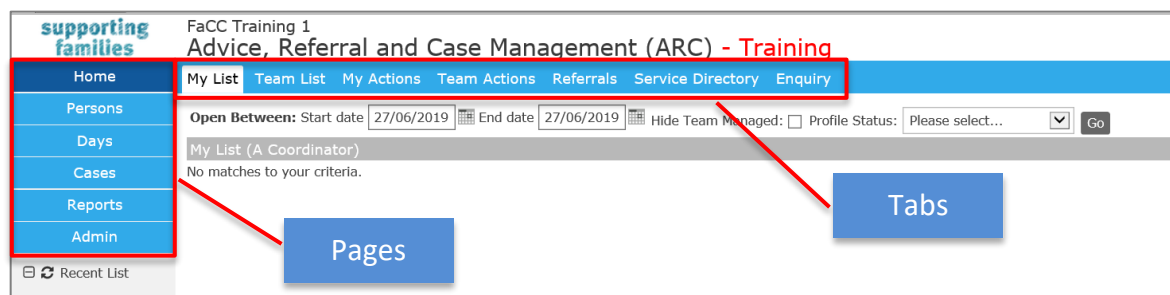 supporting
families
FaCC Training 1
Advice, Referral and Case Management (ARC) - Training
Home
Persons
Days
Cases
Reports
Admin
Recent List
My List Team List My Actions Team Actions Referrals Service Directory Enquiry
Open Between: Start date 27/06/2019 End date 27/06/2019 Hide Team Managed: Profile Status: Please select... Go
My List (A Coordinator)
No matches to your criteria.
Pages
Tabs